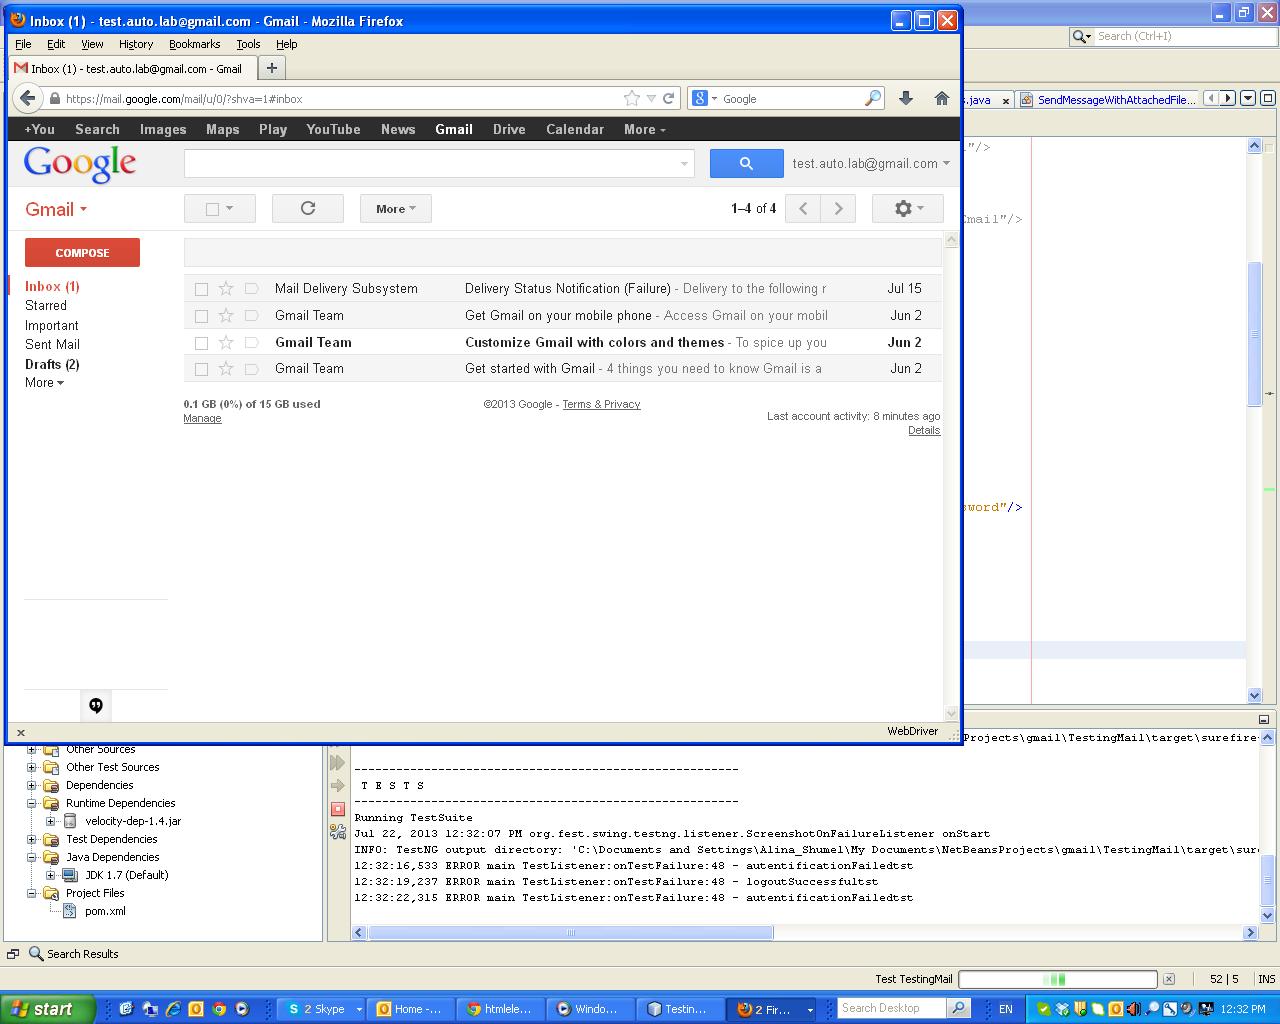 Inbox (1) - test.auto.lab@gmail.com - Gmail - Mozilla Firefox
File Edit View History Bookmarks Tools Help
Search (Ctrl+I)
Inbox (1) - test.auto.lab@gmail.com - Gmail
https://mail.google.com/mail/u/0/?shva=1#inbox
Google
s.java
SendMessageWithAttachedFile...
+You Search Images Maps Play YouTube News Gmail Drive Calendar More
Google
test.auto.lab@gmail.com
l"/>
Gmail
More
1–4 of 4
Gmail"/>
COMPOSE
Inbox (1)
Starred
Important
Sent Mail
Drafts (2)
More
Mail Delivery Subsystem Delivery Status Notification (Failure) - Delivery to the following r Jul 15
Gmail Team Get Gmail on your mobile phone - Access Gmail on your mobil Jun 2
Gmail Team Customize Gmail with colors and themes - To spice up you Jun 2
Gmail Team Get started with Gmail - 4 things you need to know Gmail is a Jun 2
0.1 GB (0%) of 15 GB used
Manage
©2013 Google - Terms & Privacy
Last account activity: 8 minutes ago
Details
sword"/>
x
WebDriver
Projects\gmail\TestingMail\target\surefire-
Other Sources
Other Test Sources
Dependencies
Runtime Dependencies
velocity-dep-1.4.jar
Test Dependencies
Java Dependencies
JDK 1.7 (Default)
Project Files
pom.xml
-------------------------------------------------------
T E S T S
-------------------------------------------------------
Running TestSuite
Jul 22, 2013 12:32:07 PM org.fest.swing.testng.listener.ScreenshotOnFailureListener onStart
INFO: TestNG output directory: 'C:\Documents and Settings\Alina_Shumel\My Documents\NetBeansProjects\gmail\TestingMail\target\sure
12:32:16,533 ERROR main TestListener:onTestFailure:48 - autentificationFailedtst
12:32:19,237 ERROR main TestListener:onTestFailure:48 - logoutSuccessfultst
12:32:22,315 ERROR main TestListener:onTestFailure:48 - autentificationFailedtst
Search Results
Test TestingMail
52 | 5 INS
start
2 Skype
Home -...
htmlele...
Windo...
Testin...
2 Fir...
Search Desktop
EN
12:32 PM